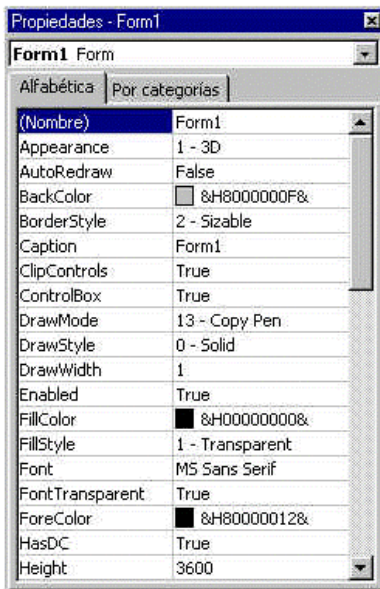 Propiedades - Form1
Form1 Form
Alfabética Por categorías
(Nombre) Form1
Appearance 1 - 3D
AutoRedraw False
BackColor &H8000000F&
BorderStyle 2 - Sizable
Caption Form1
ClipControls True
ControlBox True
DrawMode 13 - Copy Pen
DrawStyle 0 - Solid
DrawWidth 1
Enabled True
FillColor &H00000000&
FillStyle 1 - Transparent
Font MS Sans Serif
FontTransparent True
ForeColor &H80000012&
HasDC True
Height 3600